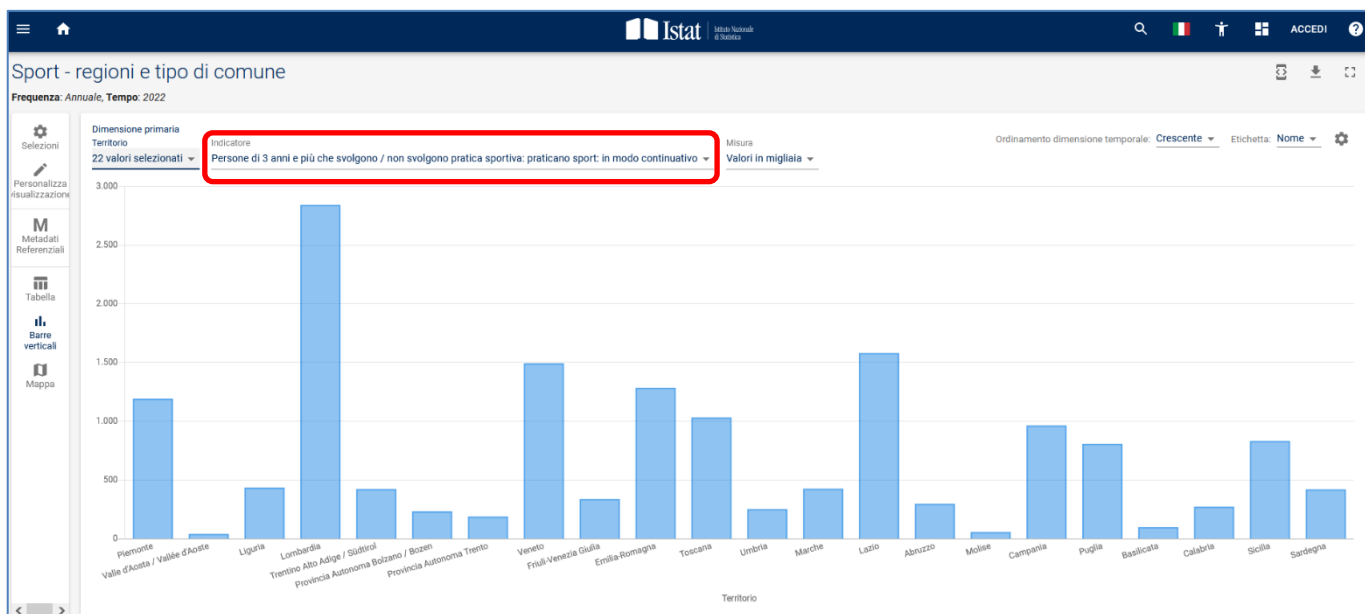 Istat
Istituto Nazionale
di Statistica
ACCEDI
Sport - regioni e tipo di comune
Frequenza: Annuale, Tempo: 2022
Selezioni
Personalizza
visualizzazione
M
Metadati
Referenziali
Tabella
Barre
verticali
Mappa
Dimensione primaria
Territorio
22 valori selezionati
Indicatore
Persone di 3 anni e più che svolgono / non svolgono pratica sportiva: praticano sport: in modo continuativo
Misura
Valori in migliaia
Ordinamento dimensione temporale: Crescente
Etichetta: Nome
3.000
2.500
2.000
1.500
1.000
500
0
Piemonte
Valle d'Aosta / Vallée d'Aoste
Liguria
Lombardia
Trentino Alto Adige / Südtirol
Provincia Autonoma Bolzano / Bozen
Provincia Autonoma Trento
Veneto
Friuli-Venezia Giulia
Emilia-Romagna
Toscana
Umbria
Marche
Lazio
Abruzzo
Molise
Campania
Puglia
Basilicata
Calabria
Sicilia
Sardegna
Territorio